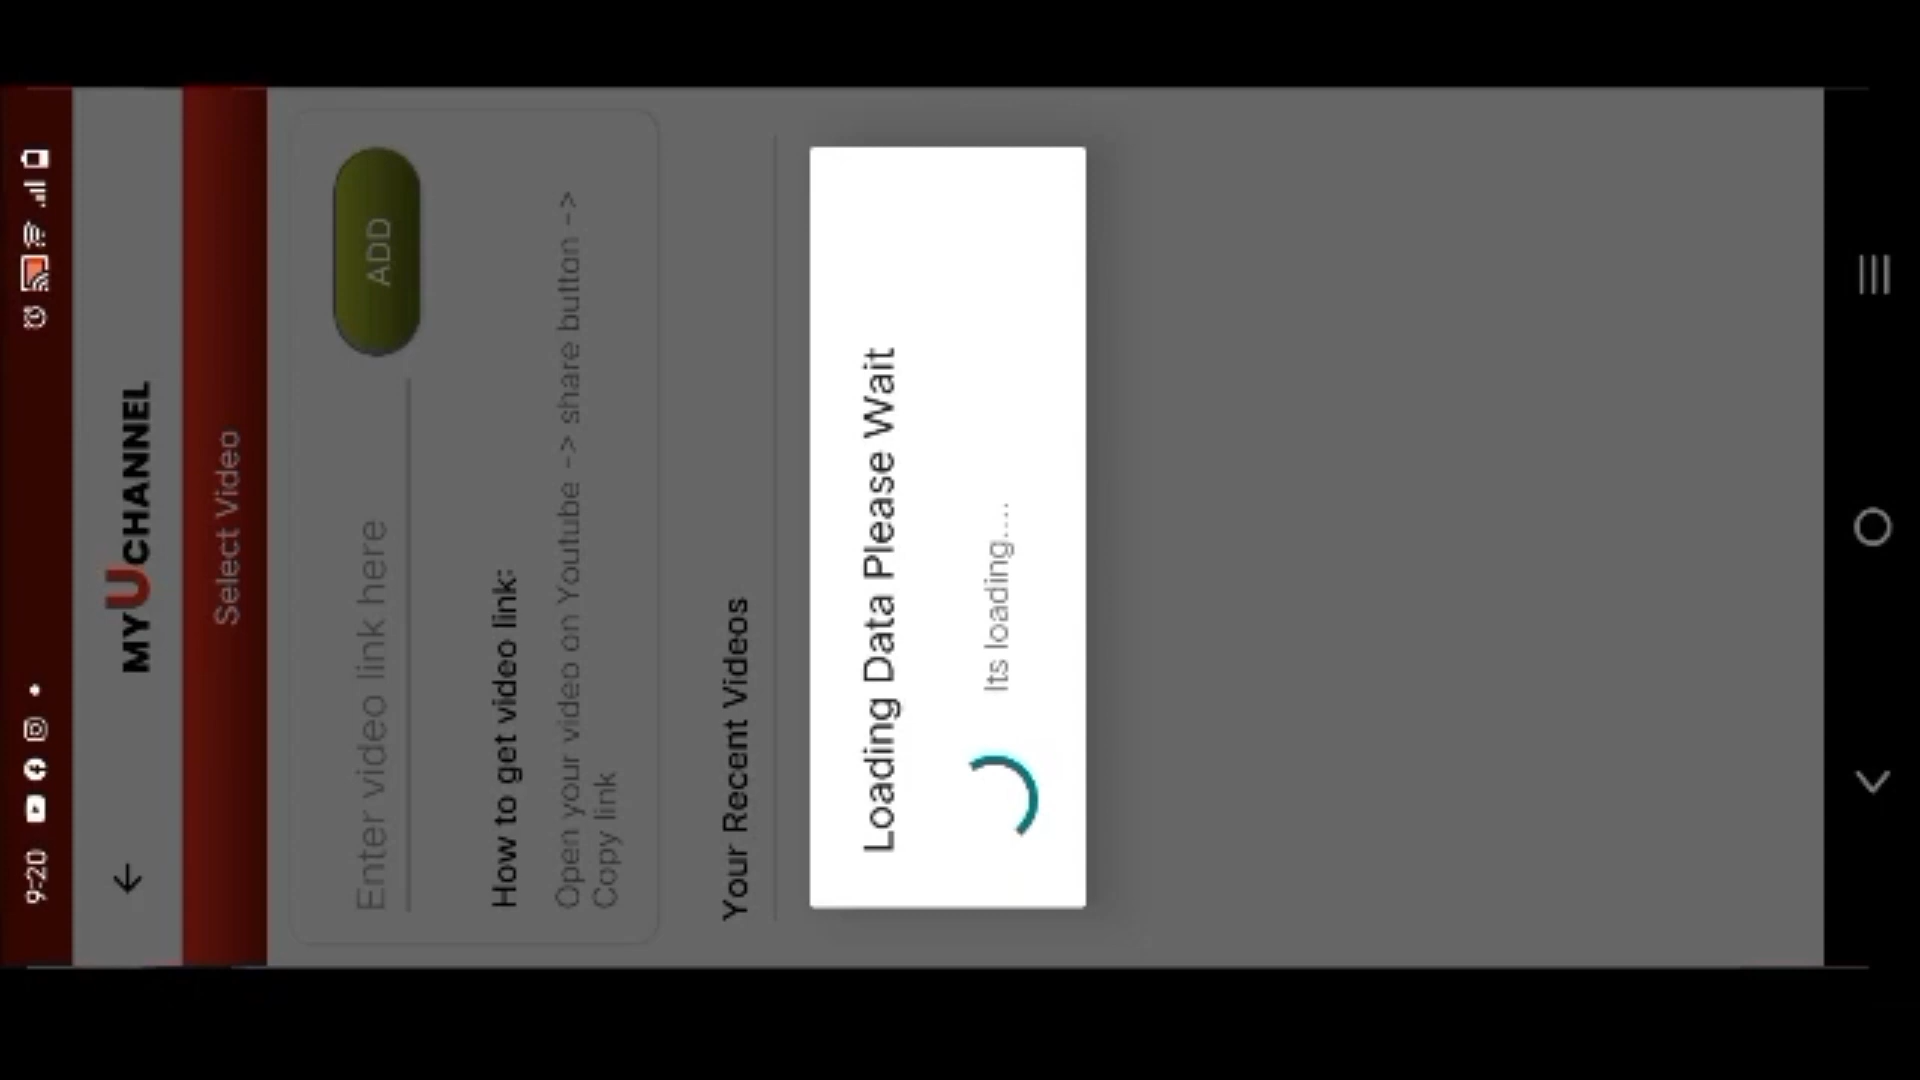 9:20
MYUCHANNEL
Select Video
Enter video link here
ADD
How to get video link:
Open your video on Youtube -> share button ->
Copy link
Your Recent Videos
Loading Data Please Wait
Its loading....